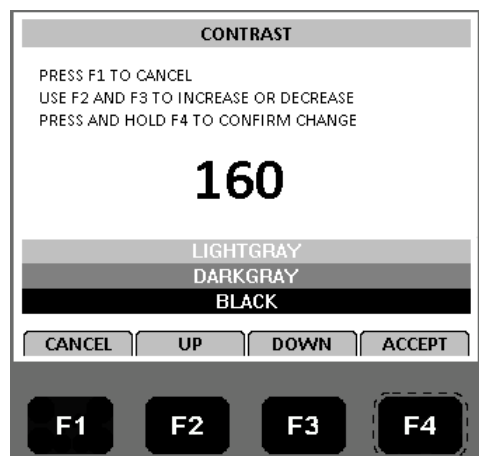 CONTRAST
PRESS F1 TO CANCEL
USE F2 AND F3 TO INCREASE OR DECREASE
PRESS AND HOLD F4 TO CONFIRM CHANGE
160
LIGHTGRAY
DARKGRAY
BLACK
CANCEL UP DOWN ACCEPT
F1 F2 F3 F4